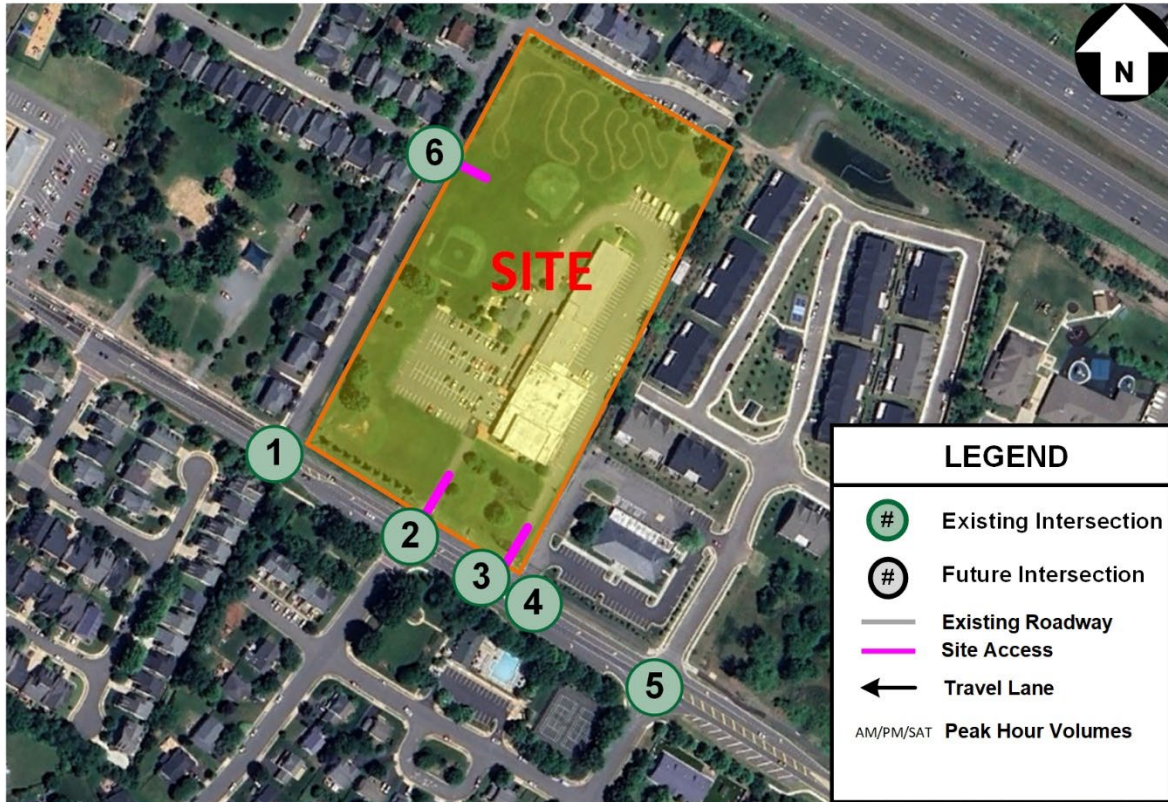 N
6
SITE
1
2
3
4
5
LEGEND
# Existing Intersection
# Future Intersection
Existing Roadway
Site Access
Travel Lane
AM/PM/SAT Peak Hour Volumes